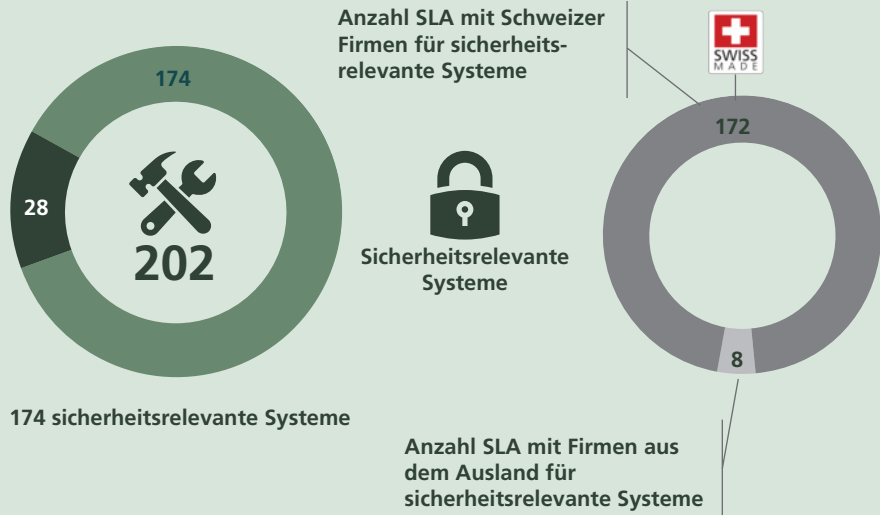 Anzahl SLA mit Schweizer
Firmen für sicherheits-
relevante Systeme
SWISS
MADE
174
172
28
202
Sicherheitsrelevante
Systeme
8
174 sicherheitsrelevante Systeme
Anzahl SLA mit Firmen aus
dem Ausland für
sicherheitsrelevante Systeme